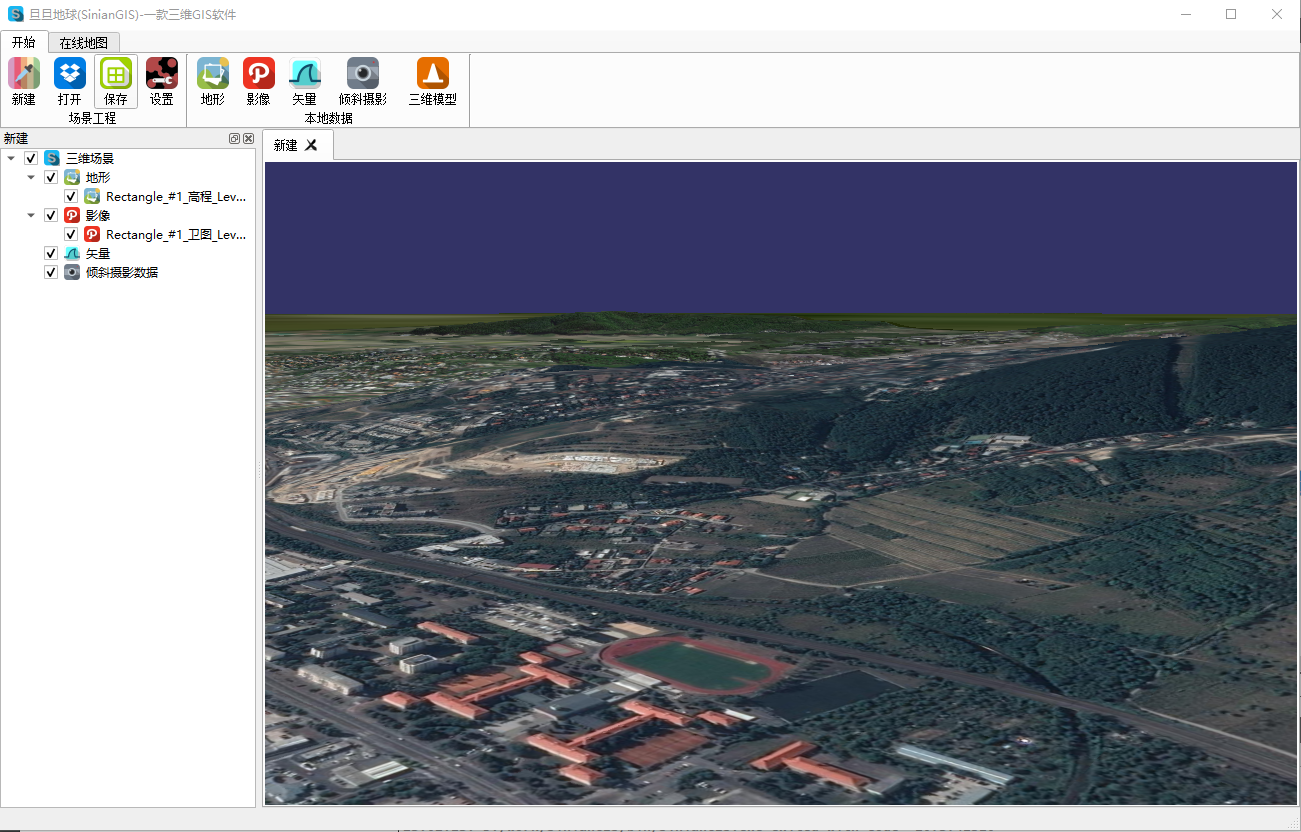 旦旦地球(SinianGIS)-一款三维GIS软件
开始 在线地图
新建 打开 保存 设置 地形 影像 矢量 倾斜摄影 三维模型
场景工程 本地数据
新建
新建
三维场景
地形
Rectangle_#1_高程_Lev...
影像
Rectangle_#1_卫图_Lev...
矢量
倾斜摄影数据